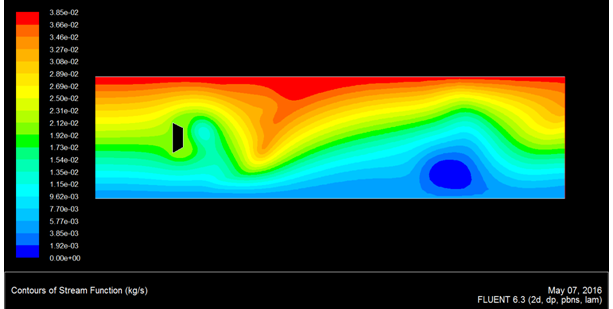 3.85e-02
3.66e-02
3.46e-02
3.27e-02
3.08e-02
2.89e-02
2.69e-02
2.50e-02
2.31e-02
2.12e-02
1.92e-02
1.73e-02
1.54e-02
1.35e-02
1.15e-02
9.62e-03
7.70e-03
5.77e-03
3.85e-03
1.92e-03
0.00e+00
Contours of Stream Function (kg/s)
May 07, 2016
FLUENT 6.3 (2d, dp, pbns, lam)